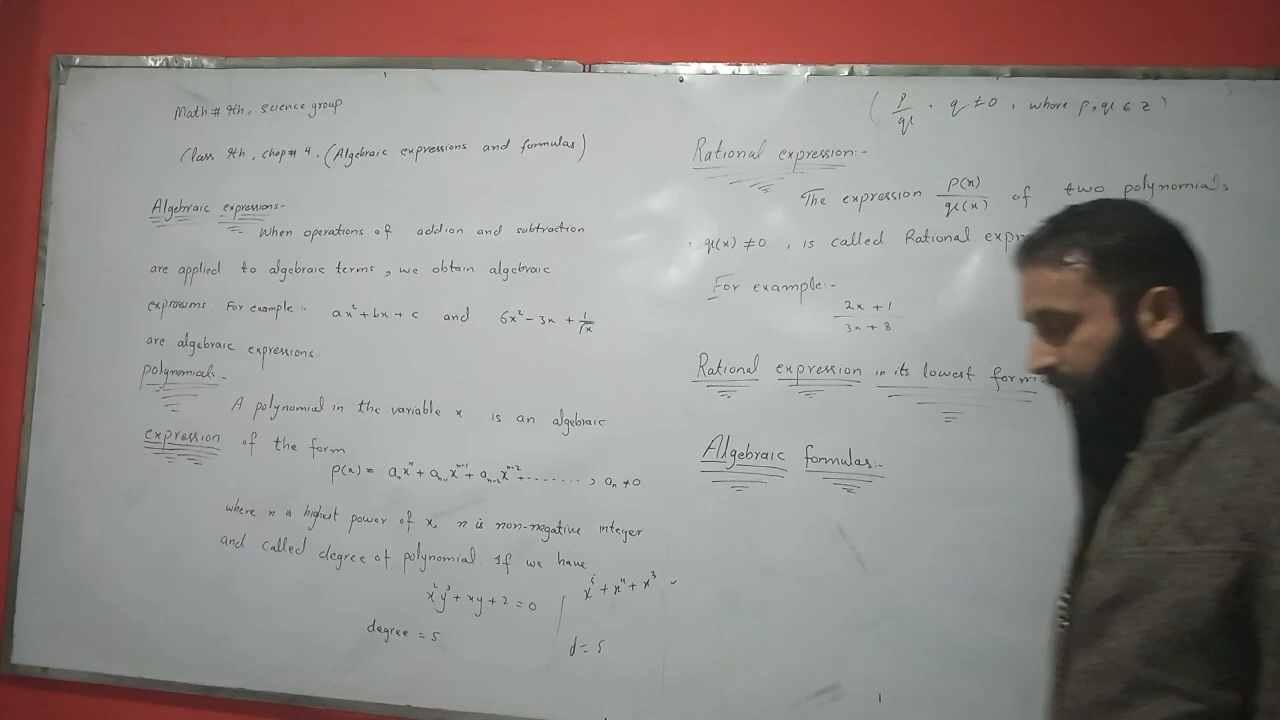 Math # 9th, science group
Class 9th, chap# 4. (Algebraic expressions and formulas)
Algebraic expressions:-
When operations of addion and subtraction
are applied to algebraic terms, we obtain algebraic
For example: ax² + bx + c and 6x² - 3x + 1/√x
are algebraic expressions.
polynomials.-
A polynomial in the variable x is an algebraic
expression of the form
P(x) = aₙxⁿ + aₙ₋₁xⁿ⁻¹ + aₙ₋₂xⁿ⁻² + ........, aₙ ≠ 0
where n is highest power of x, n is non-negative integer
and called degree of polynomial. If we have
x²y³ + xy + 2 = 0
degree = 5
x⁵ + x⁴ + x³
d = 5
( p/q , q ≠ 0 , whore p, q ∈ z )
Rational expression:-
The expression P(x)/q(x) of two polynomials
, q(x) ≠ 0 , is called Rational expr
For example:-
2x + 1 / 3x + 8
Rational expression in its lowest form
Algebraic formulas:-